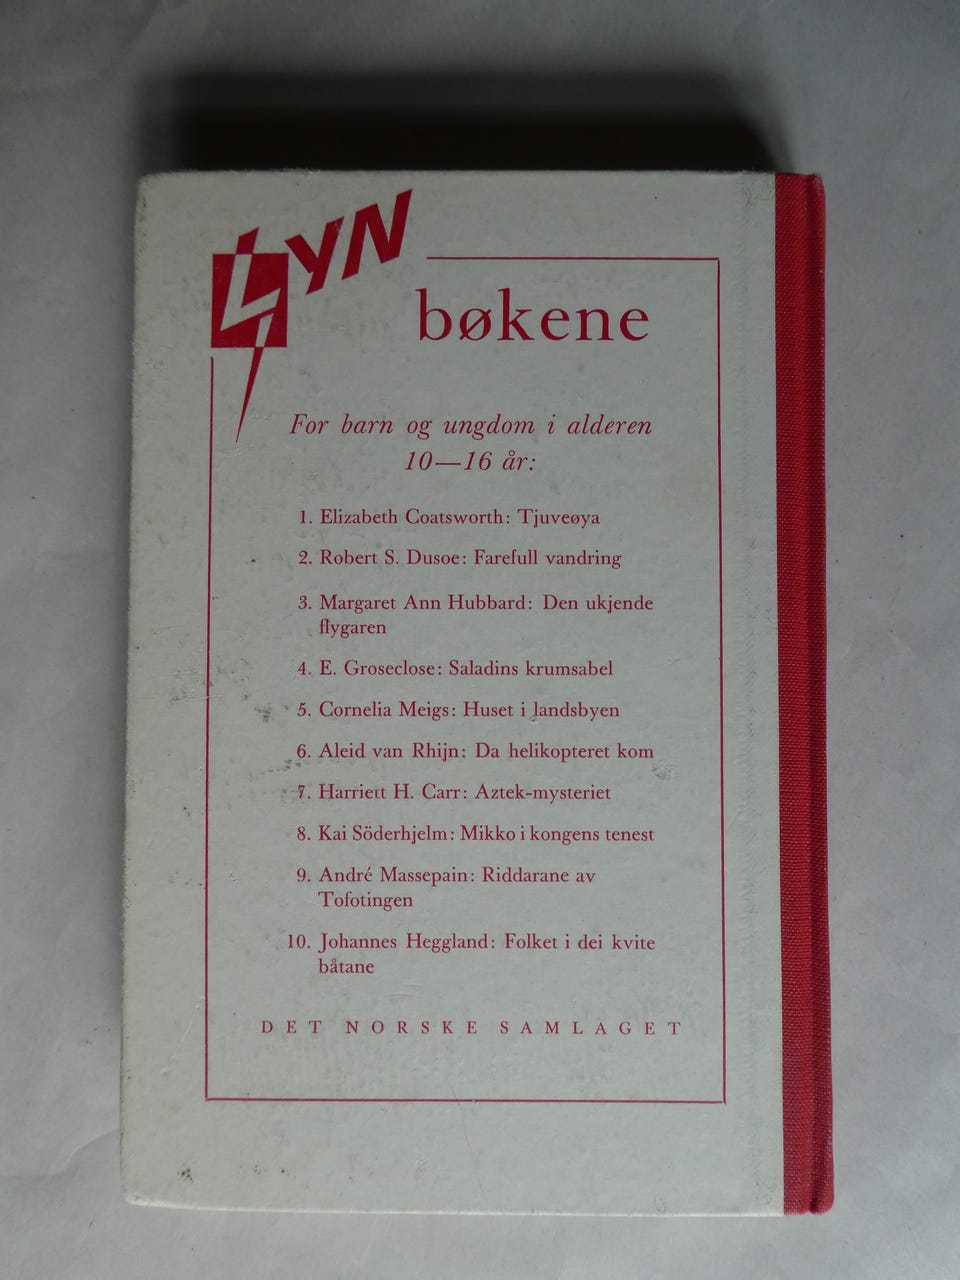 LYN
bøkene
For barn og ungdom i alderen
10—16 år:
1. Elizabeth Coatsworth: Tjuveøya
2. Robert S. Dusoe: Farefull vandring
3. Margaret Ann Hubbard: Den ukjende
flygaren
4. E. Groseclose: Saladins krumsabel
5. Cornelia Meigs: Huset i landsbyen
6. Aleid van Rhijn: Da helikopteret kom
7. Harriett H. Carr: Aztek-mysteriet
8. Kai Söderhjelm: Mikko i kongens tenest
9. André Massepain: Riddarane av
Tofotingen
10. Johannes Heggland: Folket i dei kvite
båtane
DET NORSKE SAMLAGET